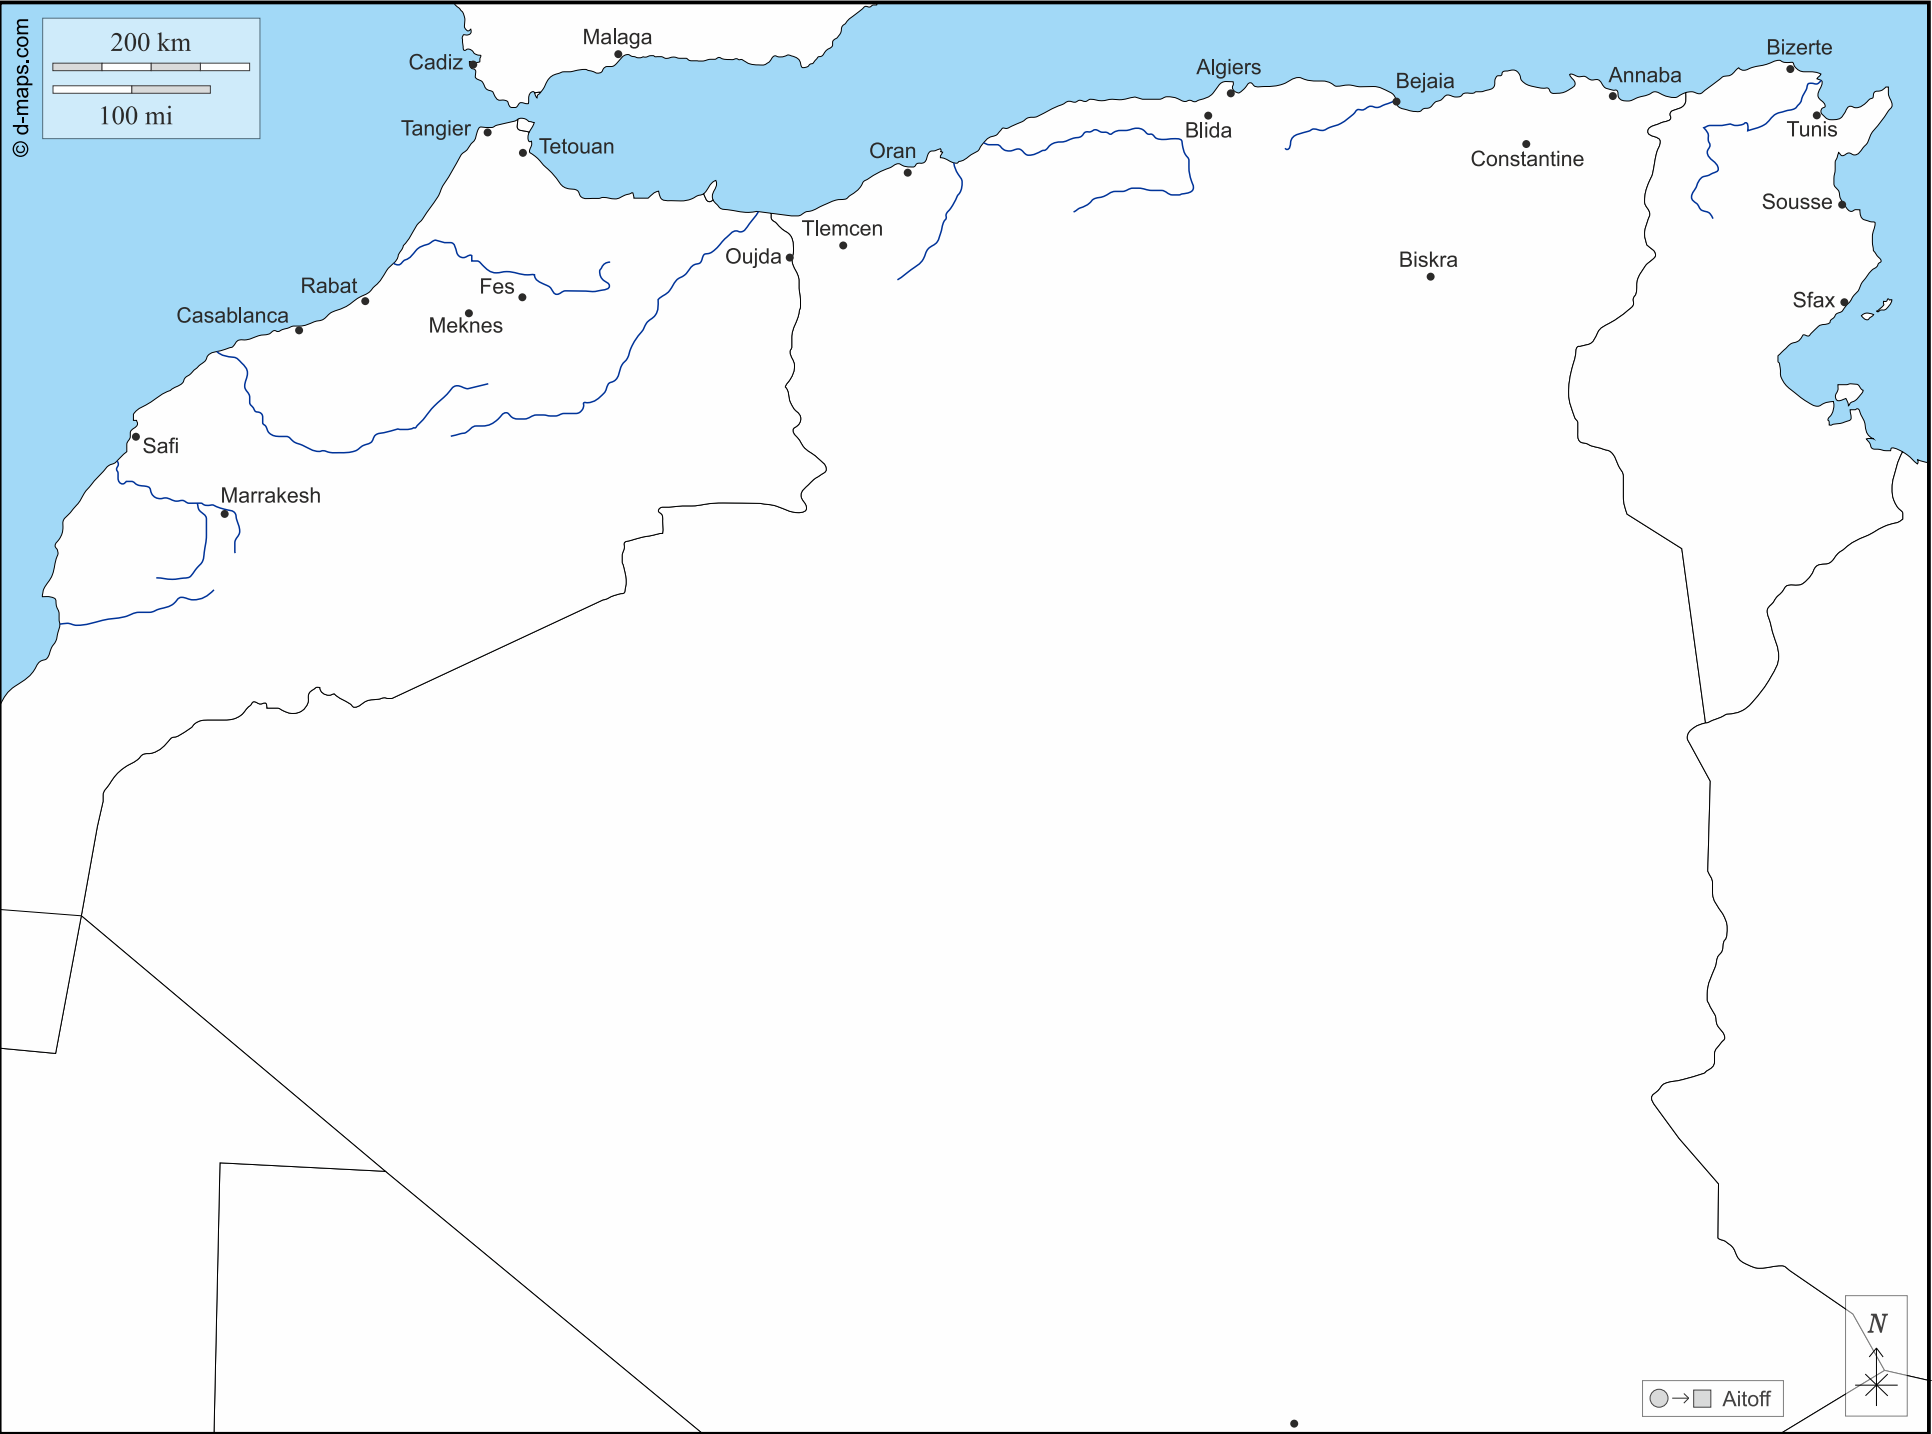 © d-maps.com
200 km
100 mi
Malaga
Cadiz
Bizerte
Algiers
Annaba
Bejaia
Tangier
Tetouan
Blida
Tunis
Oran
Constantine
Sousse
Tlemcen
Oujda
Biskra
Rabat
Fes
Sfax
Casablanca
Meknes
Safi
Marrakesh
N
Aitoff